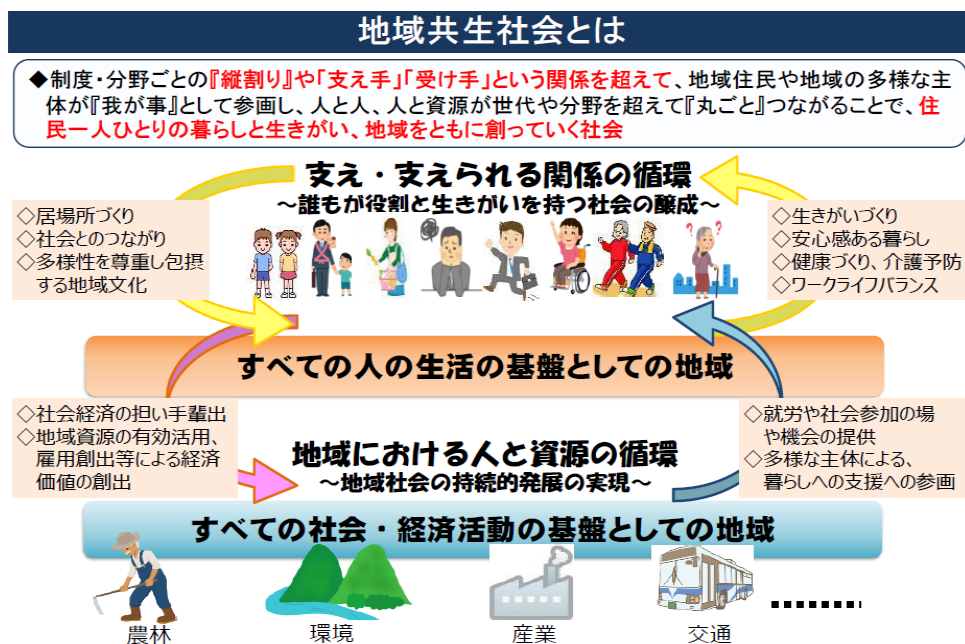 地域共生社会とは
◆制度・分野ごとの『縦割り』や「支え手」「受け手」という関係を超えて、地域住民や地域の多様な主
体が『我が事』として参画し、人と人、人と資源が世代や分野を超えて『丸ごと』つながることで、住
民一人ひとりの暮らしと生きがい、地域をともに創っていく社会
支え・支えられる関係の循環
～誰もが役割と生きがいを持つ社会の醸成～
◇居場所づくり
◇社会とのつながり
◇多様性を尊重し包摂
する地域文化
◇生きがいづくり
◇安心感ある暮らし
◇健康づくり、介護予防
◇ワークライフバランス
すべての人の生活の基盤としての地域
◇社会経済の担い手輩出
◇地域資源の有効活用、
雇用創出等による経済
価値の創出
地域における人と資源の循環
～地域社会の持続的発展の実現～
◇就労や社会参加の場
や機会の提供
◇多様な主体による、
暮らしへの支援への参画
すべての社会・経済活動の基盤としての地域
農林
環境
産業
交通